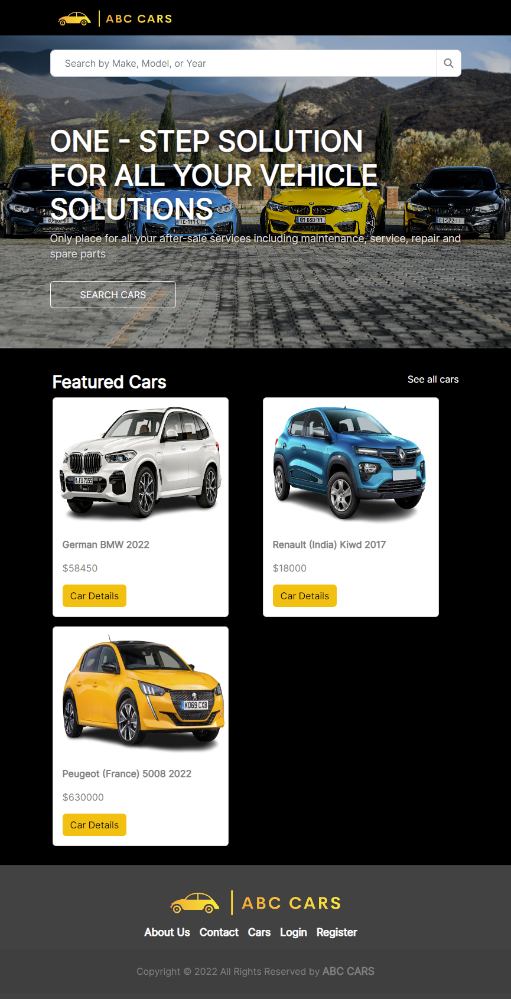 ABC CARS
Search by Make, Model, or Year
ONE - STEP SOLUTION
FOR ALL YOUR VEHICLE
SOLUTIONS
Only place for all your after-sale services including maintenance, service, repair and
spare parts
SEARCH CARS
Featured Cars
See all cars
German BMW 2022
$58450
Car Details
Renault (India) Kiwd 2017
$18000
Car Details
KO69 CXB
Peugeot (France) 5008 2022
$630000
Car Details
ABC CARS
About Us Contact Cars Login Register
Copyright © 2022 All Rights Reserved by ABC CARS